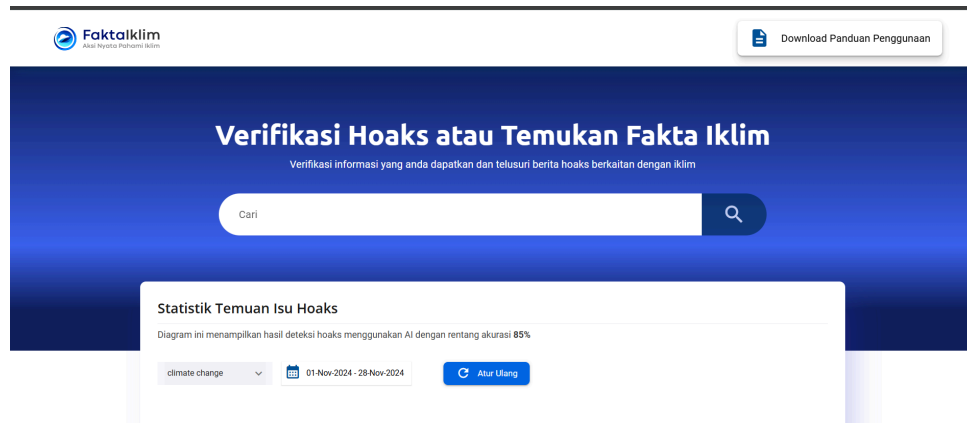 FaktaIklim
Aksi Nyata Pahami Iklim
Download Panduan Penggunaan
Verifikasi Hoaks atau Temukan Fakta Iklim
Verifikasi informasi yang anda dapatkan dan telusuri berita hoaks berkaitan dengan iklim
Cari
Statistik Temuan Isu Hoaks
Diagram ini menampilkan hasil deteksi hoaks menggunakan AI dengan rentang akurasi 85%
climate change
01-Nov-2024 - 28-Nov-2024
Atur Ulang